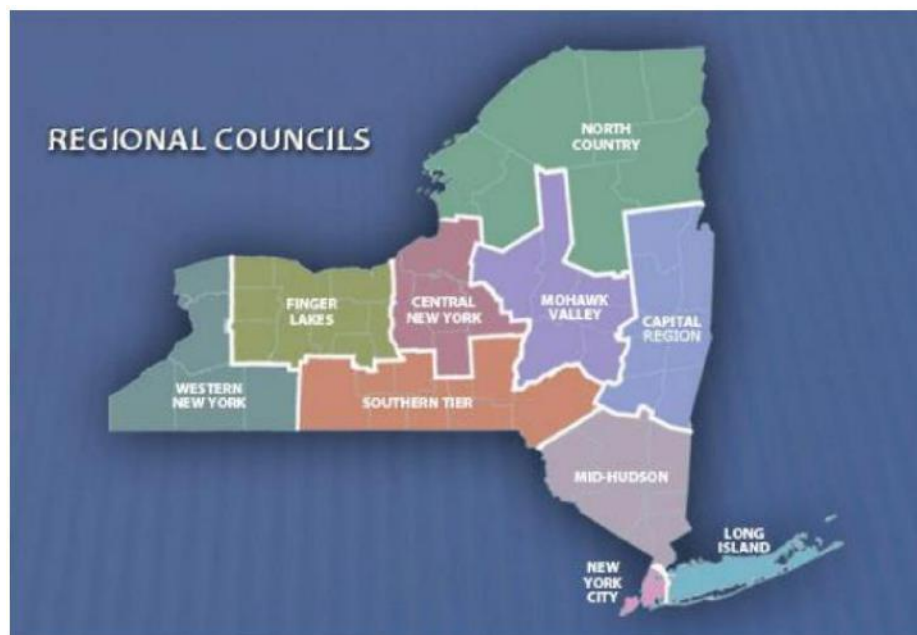 REGIONAL COUNCILS
NORTH
COUNTRY
FINGER
LAKES
CENTRAL
NEW YORK
MOHAWK
VALLEY
CAPITAL
REGION
WESTERN
NEW YORK
SOUTHERN TIER
MID-HUDSON
LONG
ISLAND
NEW
YORK
CITY